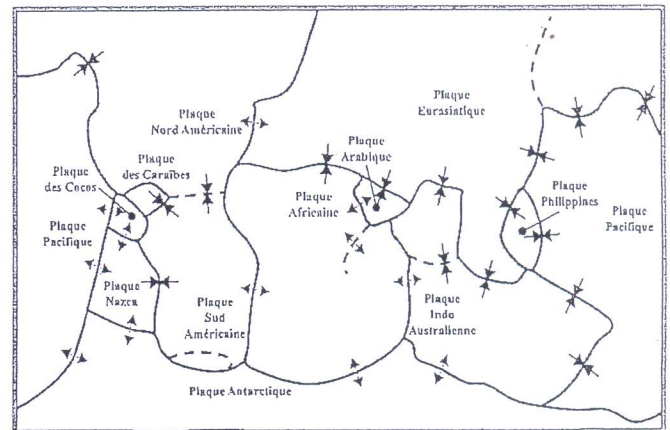 Plaque
Nord Américaine
Plaque
Eurasiatique
Plaque
des Caraïbes
Plaque
Arabique
Plaque
des Cocos
Plaque
Africaine
Plaque
Philippines
Plaque
Pacifique
Plaque
Pacifique
Plaque
Nazca
Plaque
Sud
Américaine
Plaque
Indo
Australienne
Plaque Antarctique